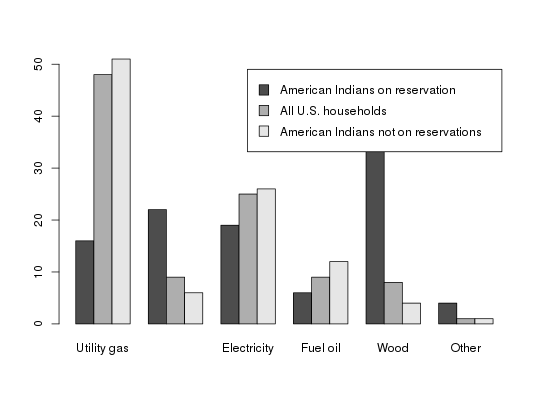 50
40
30
20
10
0
American Indians on reservation
All U.S. households
American Indians not on reservations
Utility gas
Electricity
Fuel oil
Wood
Other